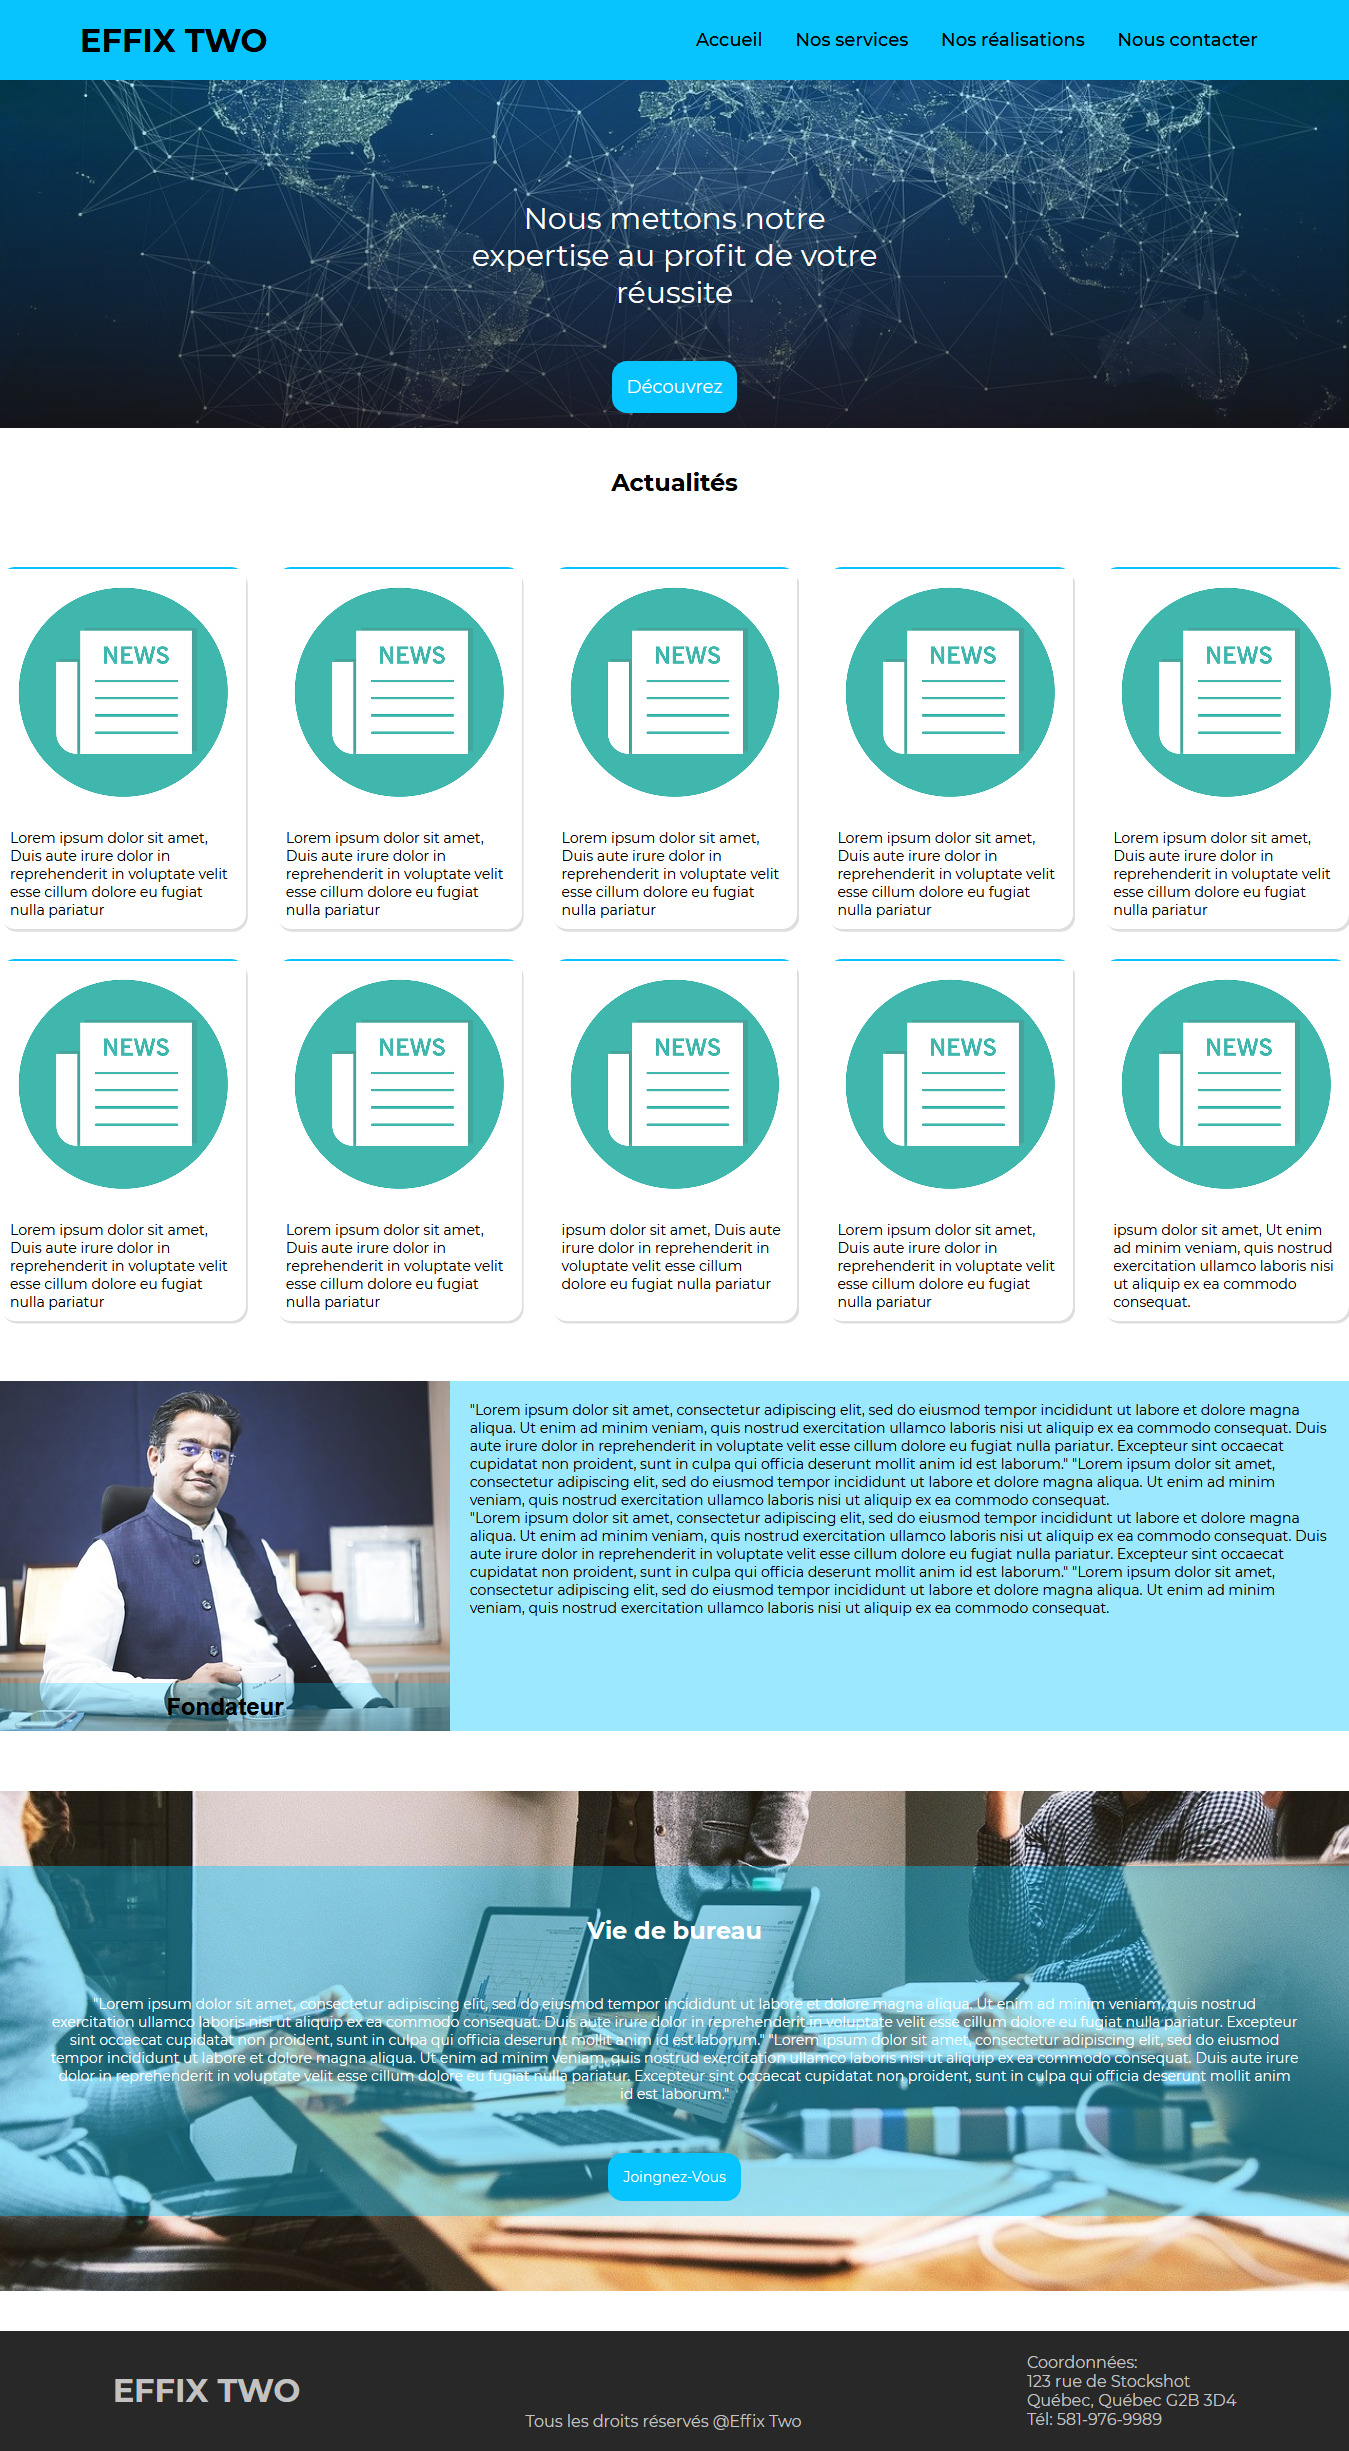 EFFIX TWO
Accueil Nos services Nos réalisations Nous contacter
Nous mettons notre
expertise au profit de votre
réussite
Découvrez
Actualités
NEWS
Lorem ipsum dolor sit amet,
Duis aute irure dolor in
reprehenderit in voluptate velit
esse cillum dolore eu fugiat
nulla pariatur
NEWS
Lorem ipsum dolor sit amet,
Duis aute irure dolor in
reprehenderit in voluptate velit
esse cillum dolore eu fugiat
nulla pariatur
NEWS
Lorem ipsum dolor sit amet,
Duis aute irure dolor in
reprehenderit in voluptate velit
esse cillum dolore eu fugiat
nulla pariatur
NEWS
Lorem ipsum dolor sit amet,
Duis aute irure dolor in
reprehenderit in voluptate velit
esse cillum dolore eu fugiat
nulla pariatur
NEWS
Lorem ipsum dolor sit amet,
Duis aute irure dolor in
reprehenderit in voluptate velit
esse cillum dolore eu fugiat
nulla pariatur
NEWS
Lorem ipsum dolor sit amet,
Duis aute irure dolor in
reprehenderit in voluptate velit
esse cillum dolore eu fugiat
nulla pariatur
NEWS
Lorem ipsum dolor sit amet,
Duis aute irure dolor in
reprehenderit in voluptate velit
esse cillum dolore eu fugiat
nulla pariatur
NEWS
ipsum dolor sit amet, Duis aute
irure dolor in reprehenderit in
voluptate velit esse cillum
dolore eu fugiat nulla pariatur
NEWS
Lorem ipsum dolor sit amet,
Duis aute irure dolor in
reprehenderit in voluptate velit
esse cillum dolore eu fugiat
nulla pariatur
NEWS
ipsum dolor sit amet, Ut enim
ad minim veniam, quis nostrud
exercitation ullamco laboris nisi
ut aliquip ex ea commodo
consequat.
Fondateur
"Lorem ipsum dolor sit amet, consectetur adipiscing elit, sed do eiusmod tempor incididunt ut labore et dolore magna
aliqua. Ut enim ad minim veniam, quis nostrud exercitation ullamco laboris nisi ut aliquip ex ea commodo consequat. Duis
aute irure dolor in reprehenderit in voluptate velit esse cillum dolore eu fugiat nulla pariatur. Excepteur sint occaecat
cupidatat non proident, sunt in culpa qui officia deserunt mollit anim id est laborum." "Lorem ipsum dolor sit amet,
consectetur adipiscing elit, sed do eiusmod tempor incididunt ut labore et dolore magna aliqua. Ut enim ad minim
veniam, quis nostrud exercitation ullamco laboris nisi ut aliquip ex ea commodo consequat.
"Lorem ipsum dolor sit amet, consectetur adipiscing elit, sed do eiusmod tempor incididunt ut labore et dolore magna
aliqua. Ut enim ad minim veniam, quis nostrud exercitation ullamco laboris nisi ut aliquip ex ea commodo consequat. Duis
aute irure dolor in reprehenderit in voluptate velit esse cillum dolore eu fugiat nulla pariatur. Excepteur sint occaecat
cupidatat non proident, sunt in culpa qui officia deserunt mollit anim id est laborum." "Lorem ipsum dolor sit amet,
consectetur adipiscing elit, sed do eiusmod tempor incididunt ut labore et dolore magna aliqua. Ut enim ad minim
veniam, quis nostrud exercitation ullamco laboris nisi ut aliquip ex ea commodo consequat.
Vie de bureau
"Lorem ipsum dolor sit amet, consectetur adipiscing elit, sed do eiusmod tempor incididunt ut labore et dolore magna aliqua. Ut enim ad minim veniam, quis nostrud
exercitation ullamco laboris nisi ut aliquip ex ea commodo consequat. Duis aute irure dolor in reprehenderit in voluptate velit esse cillum dolore eu fugiat nulla pariatur. Excepteur
sint occaecat cupidatat non proident, sunt in culpa qui officia deserunt mollit anim id est laborum." "Lorem ipsum dolor sit amet, consectetur adipiscing elit, sed do eiusmod
tempor incididunt ut labore et dolore magna aliqua. Ut enim ad minim veniam, quis nostrud exercitation ullamco laboris nisi ut aliquip ex ea commodo consequat. Duis aute irure
dolor in reprehenderit in voluptate velit esse cillum dolore eu fugiat nulla pariatur. Excepteur sint occaecat cupidatat non proident, sunt in culpa qui officia deserunt mollit anim
id est laborum."
Joingnez-Vous
EFFIX TWO
Tous les droits réservés @Effix Two
Coordonnées:
123 rue de Stockshot
Québec, Québec G2B 3D4
Tél: 581-976-9989